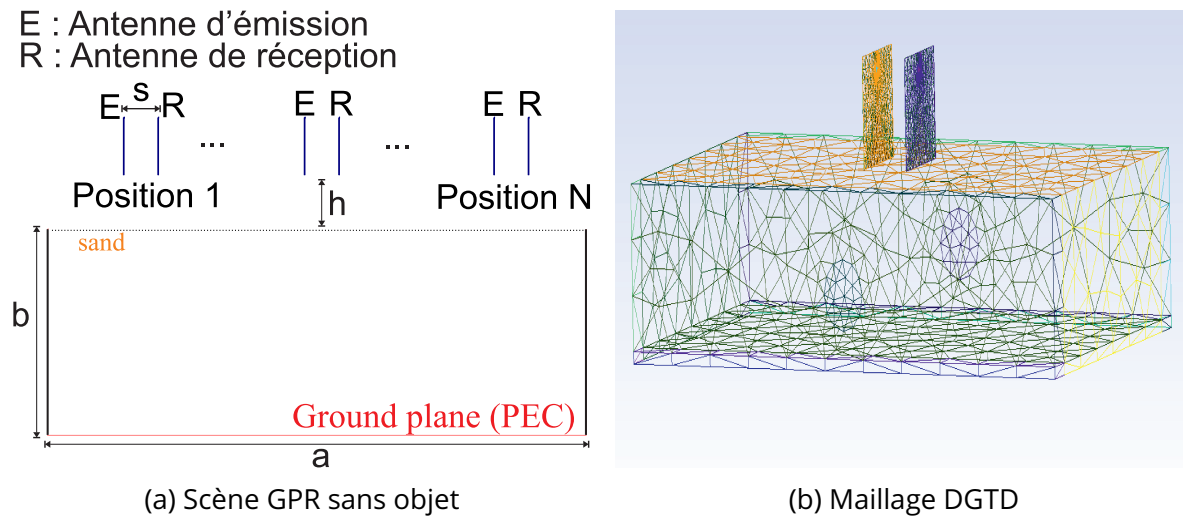 E : Antenne d'émission
R : Antenne de réception
E s R E R E R
... ...
Position 1 h Position N
sand
b
Ground plane (PEC)
a
(a) Scène GPR sans objet
(b) Maillage DGTD